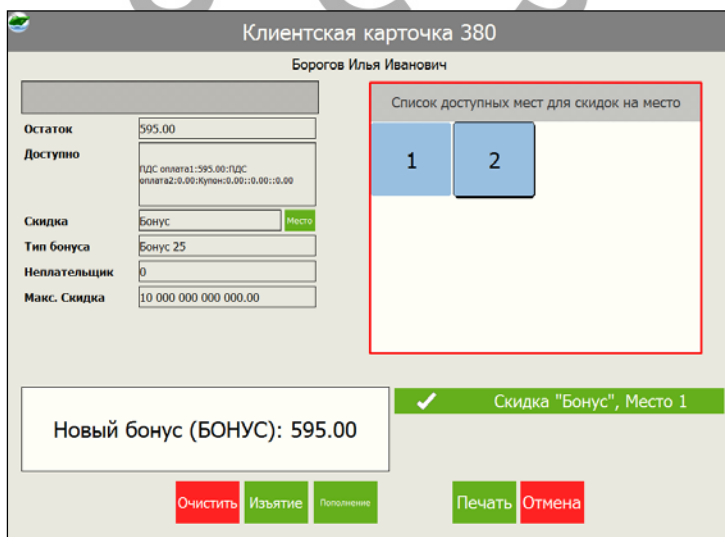 Клиентская карточка 380
Борогов Илья Иванович
Список доступных мест для скидок на место
1
2
Остаток 595.00
Доступно ПДС оплата1:595.00:ПДС
оплата2:0.00:Купон:0.00::0.00::0.00
Скидка Бонус Место
Тип бонуса Бонус 25
Неплательщик 0
Макс. Скидка 10 000 000 000 000.00
Скидка "Бонус", Место 1
Новый бонус (БОНУС): 595.00
Очистить Изъятие Пополнение Печать Отмена